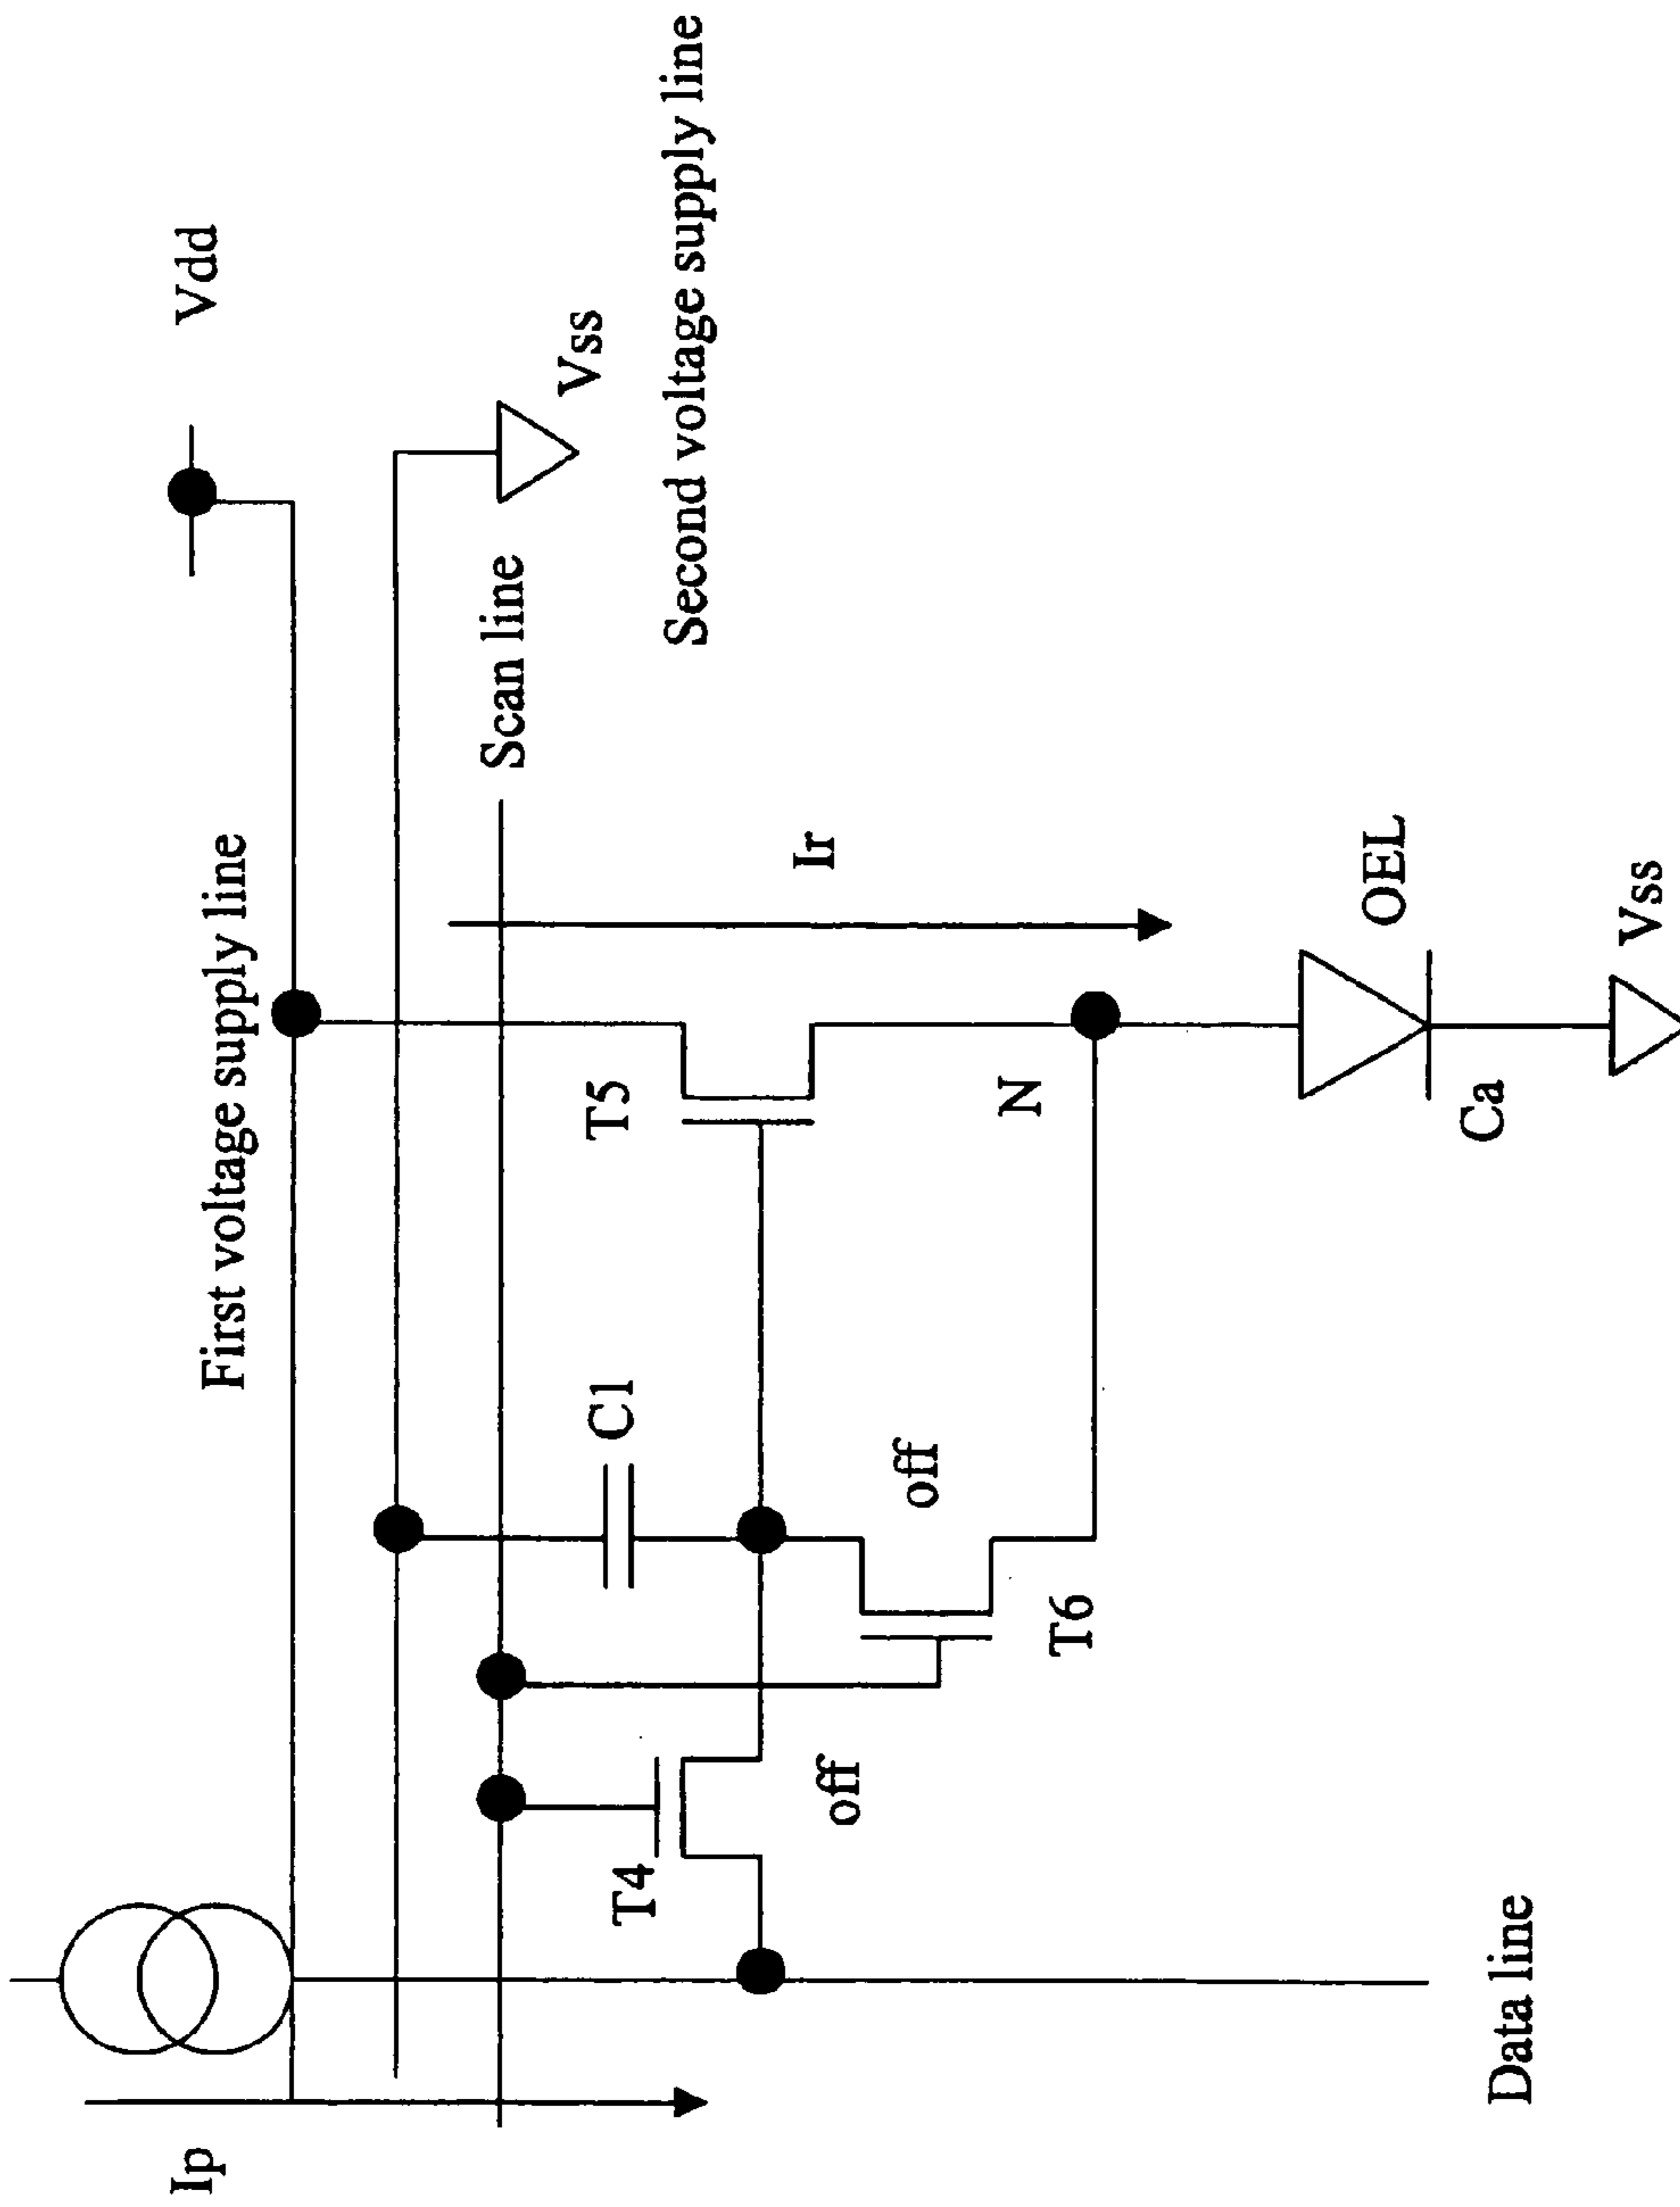 Ip
Vdd
First voltage supply line
Vss
Second voltage supply line
Scan line
C1
T5
Ir
T4
off
off
T6
N
OEL
Ca
Vss
Data line